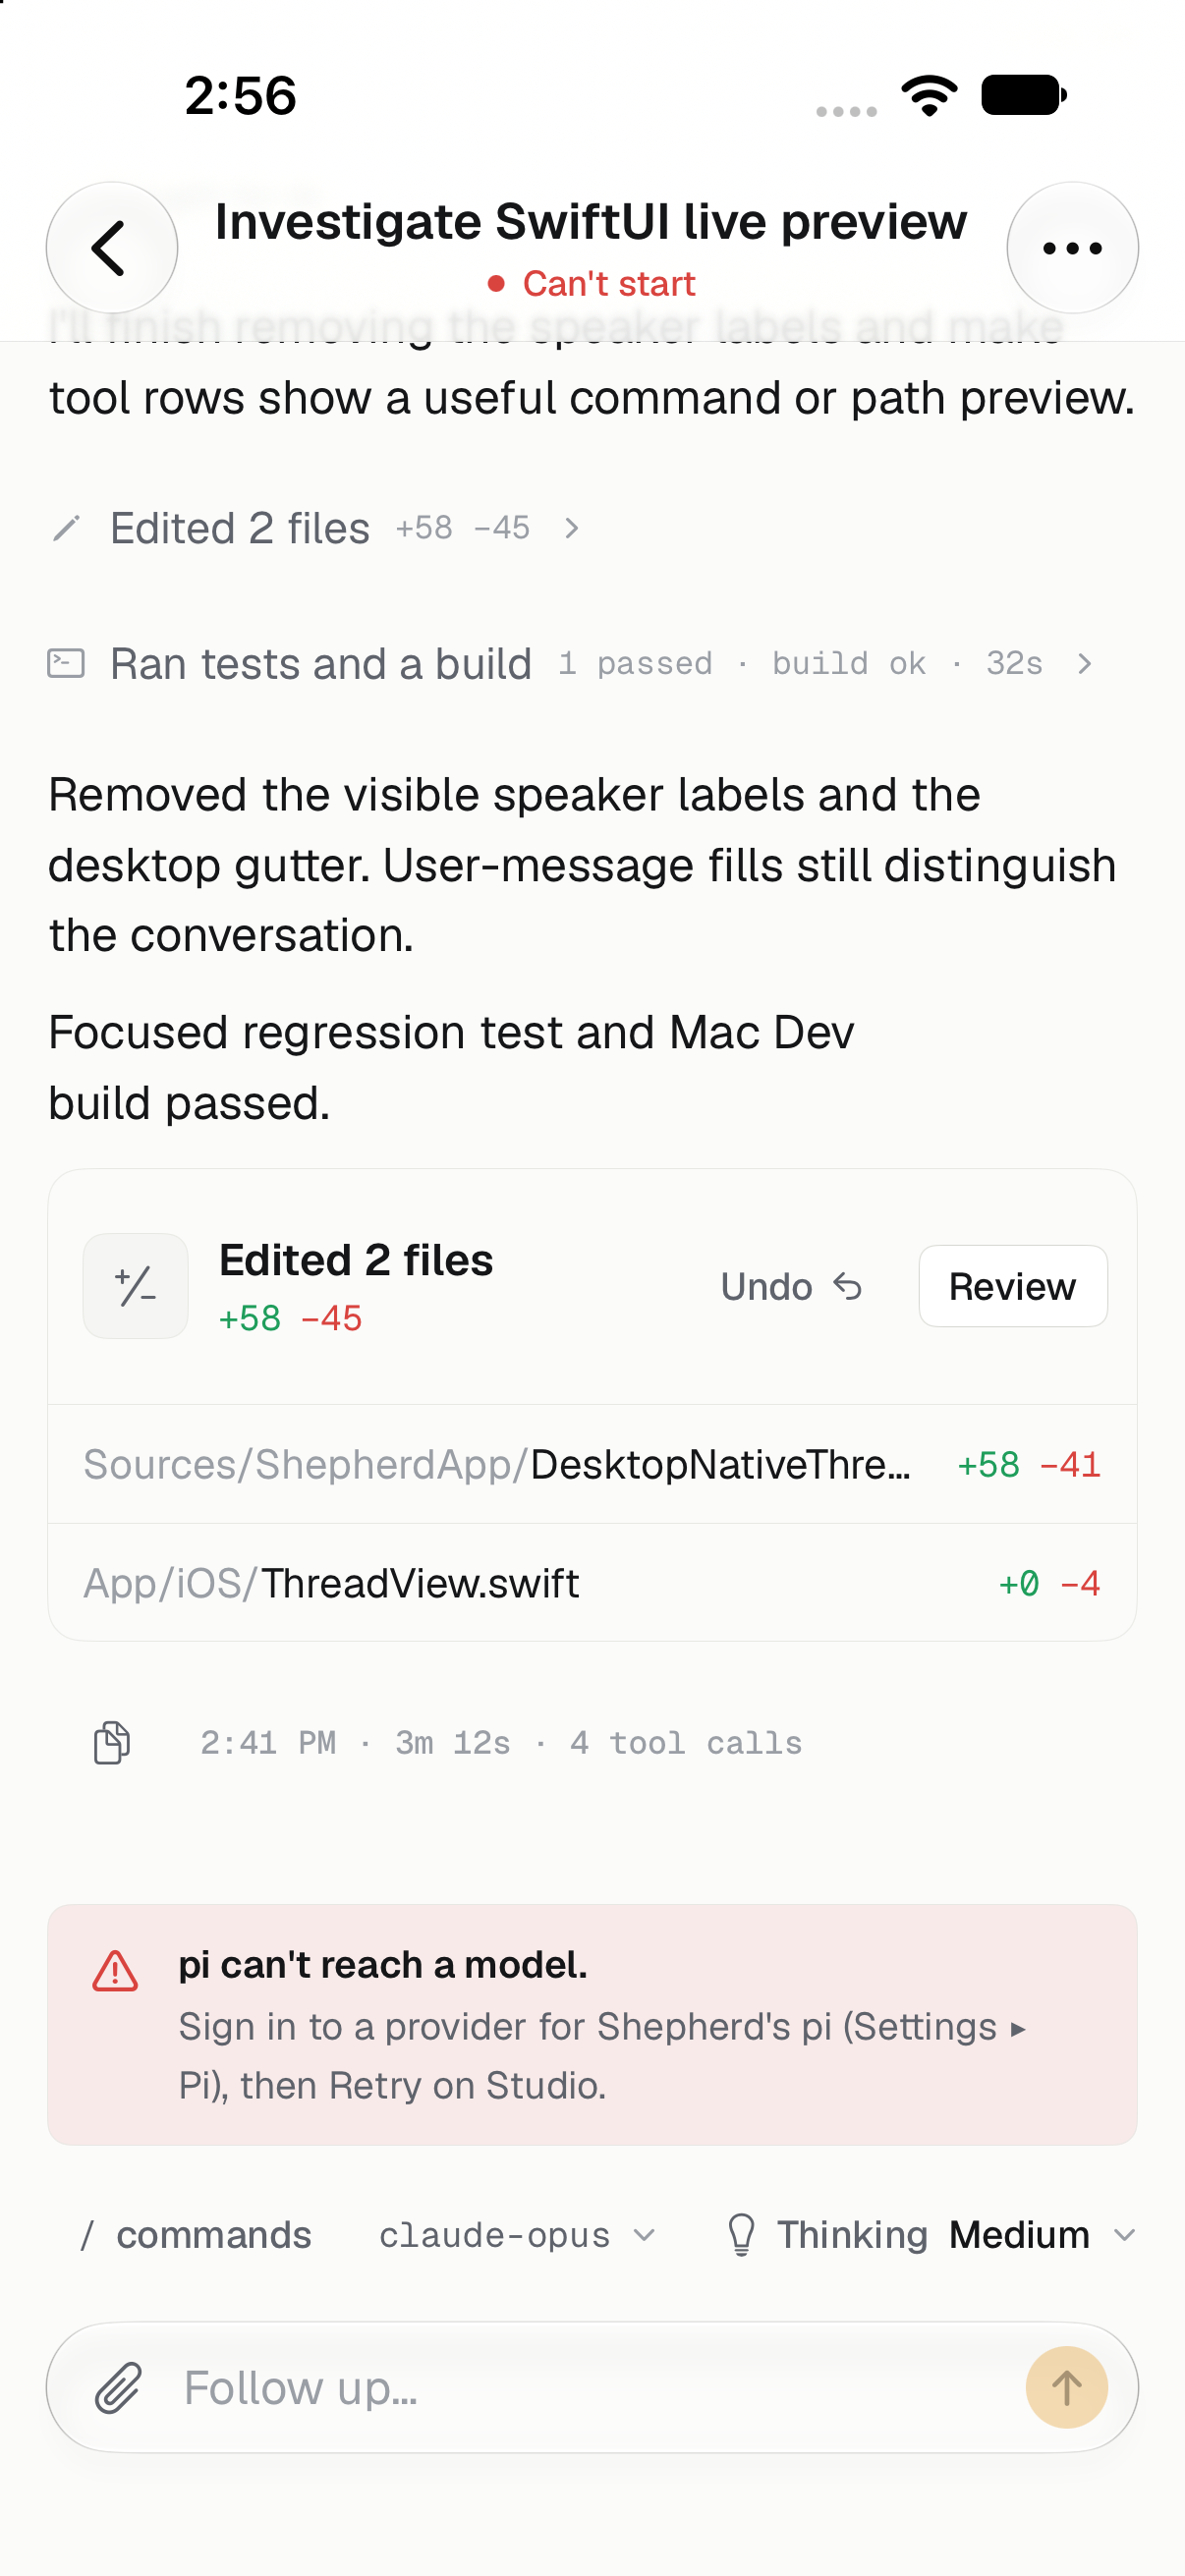 2:56
Investigate SwiftUI live preview
Can't start
I'll finish removing the speaker labels and make
tool rows show a useful command or path preview.
Edited 2 files +58 −45
Ran tests and a build 1 passed · build ok · 32s
Removed the visible speaker labels and the
desktop gutter. User-message fills still distinguish
the conversation.
Focused regression test and Mac Dev
build passed.
Edited 2 files
+58 −45
Undo
Review
Sources/ShepherdApp/DesktopNativeThre... +58 −41
App/iOS/ThreadView.swift +0 −4
2:41 PM · 3m 12s · 4 tool calls
pi can't reach a model.
Sign in to a provider for Shepherd's pi (Settings ▸
Pi), then Retry on Studio.
/ commands claude-opus Thinking Medium
Follow up...